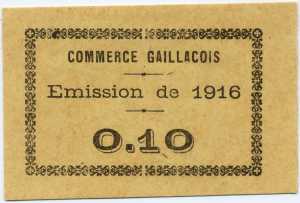 COMMERCE GAILLACOIS
Emission de 1916
0.10